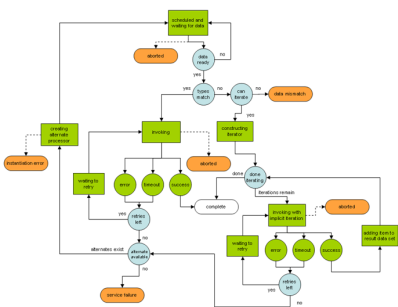 scheduled and
waiting for data
no
aborted
data
ready
yes
yes
types
match
no
can
iterate
no
data mismatch
yes
creating
alternate
processor
invoking
constructing
iterator
instantiation error
aborted
waiting to
retry
done
done
iterating
error
timeout
success
complete
iterations remain
yes
retries
left
invoking with
implicit iteration
aborted
adding item to
result data set
no
waiting to
retry
alternates exist
alternate
available
error
timeout
success
no
yes
retries
left
service failure
no